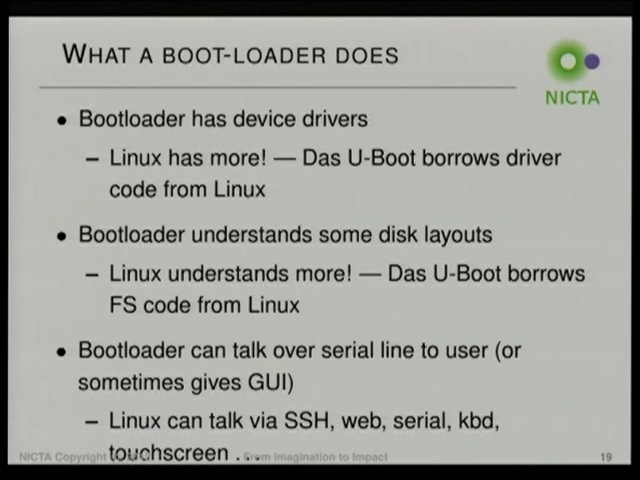 WHAT A BOOT-LOADER DOES
NICTA
• Bootloader has device drivers
– Linux has more! — Das U-Boot borrows driver
code from Linux
• Bootloader understands some disk layouts
– Linux understands more! — Das U-Boot borrows
FS code from Linux
• Bootloader can talk over serial line to user (or
sometimes gives GUI)
– Linux can talk via SSH, web, serial, kbd,
touchscreen . . .
NICTA Copyright From Imagination to Impact 19